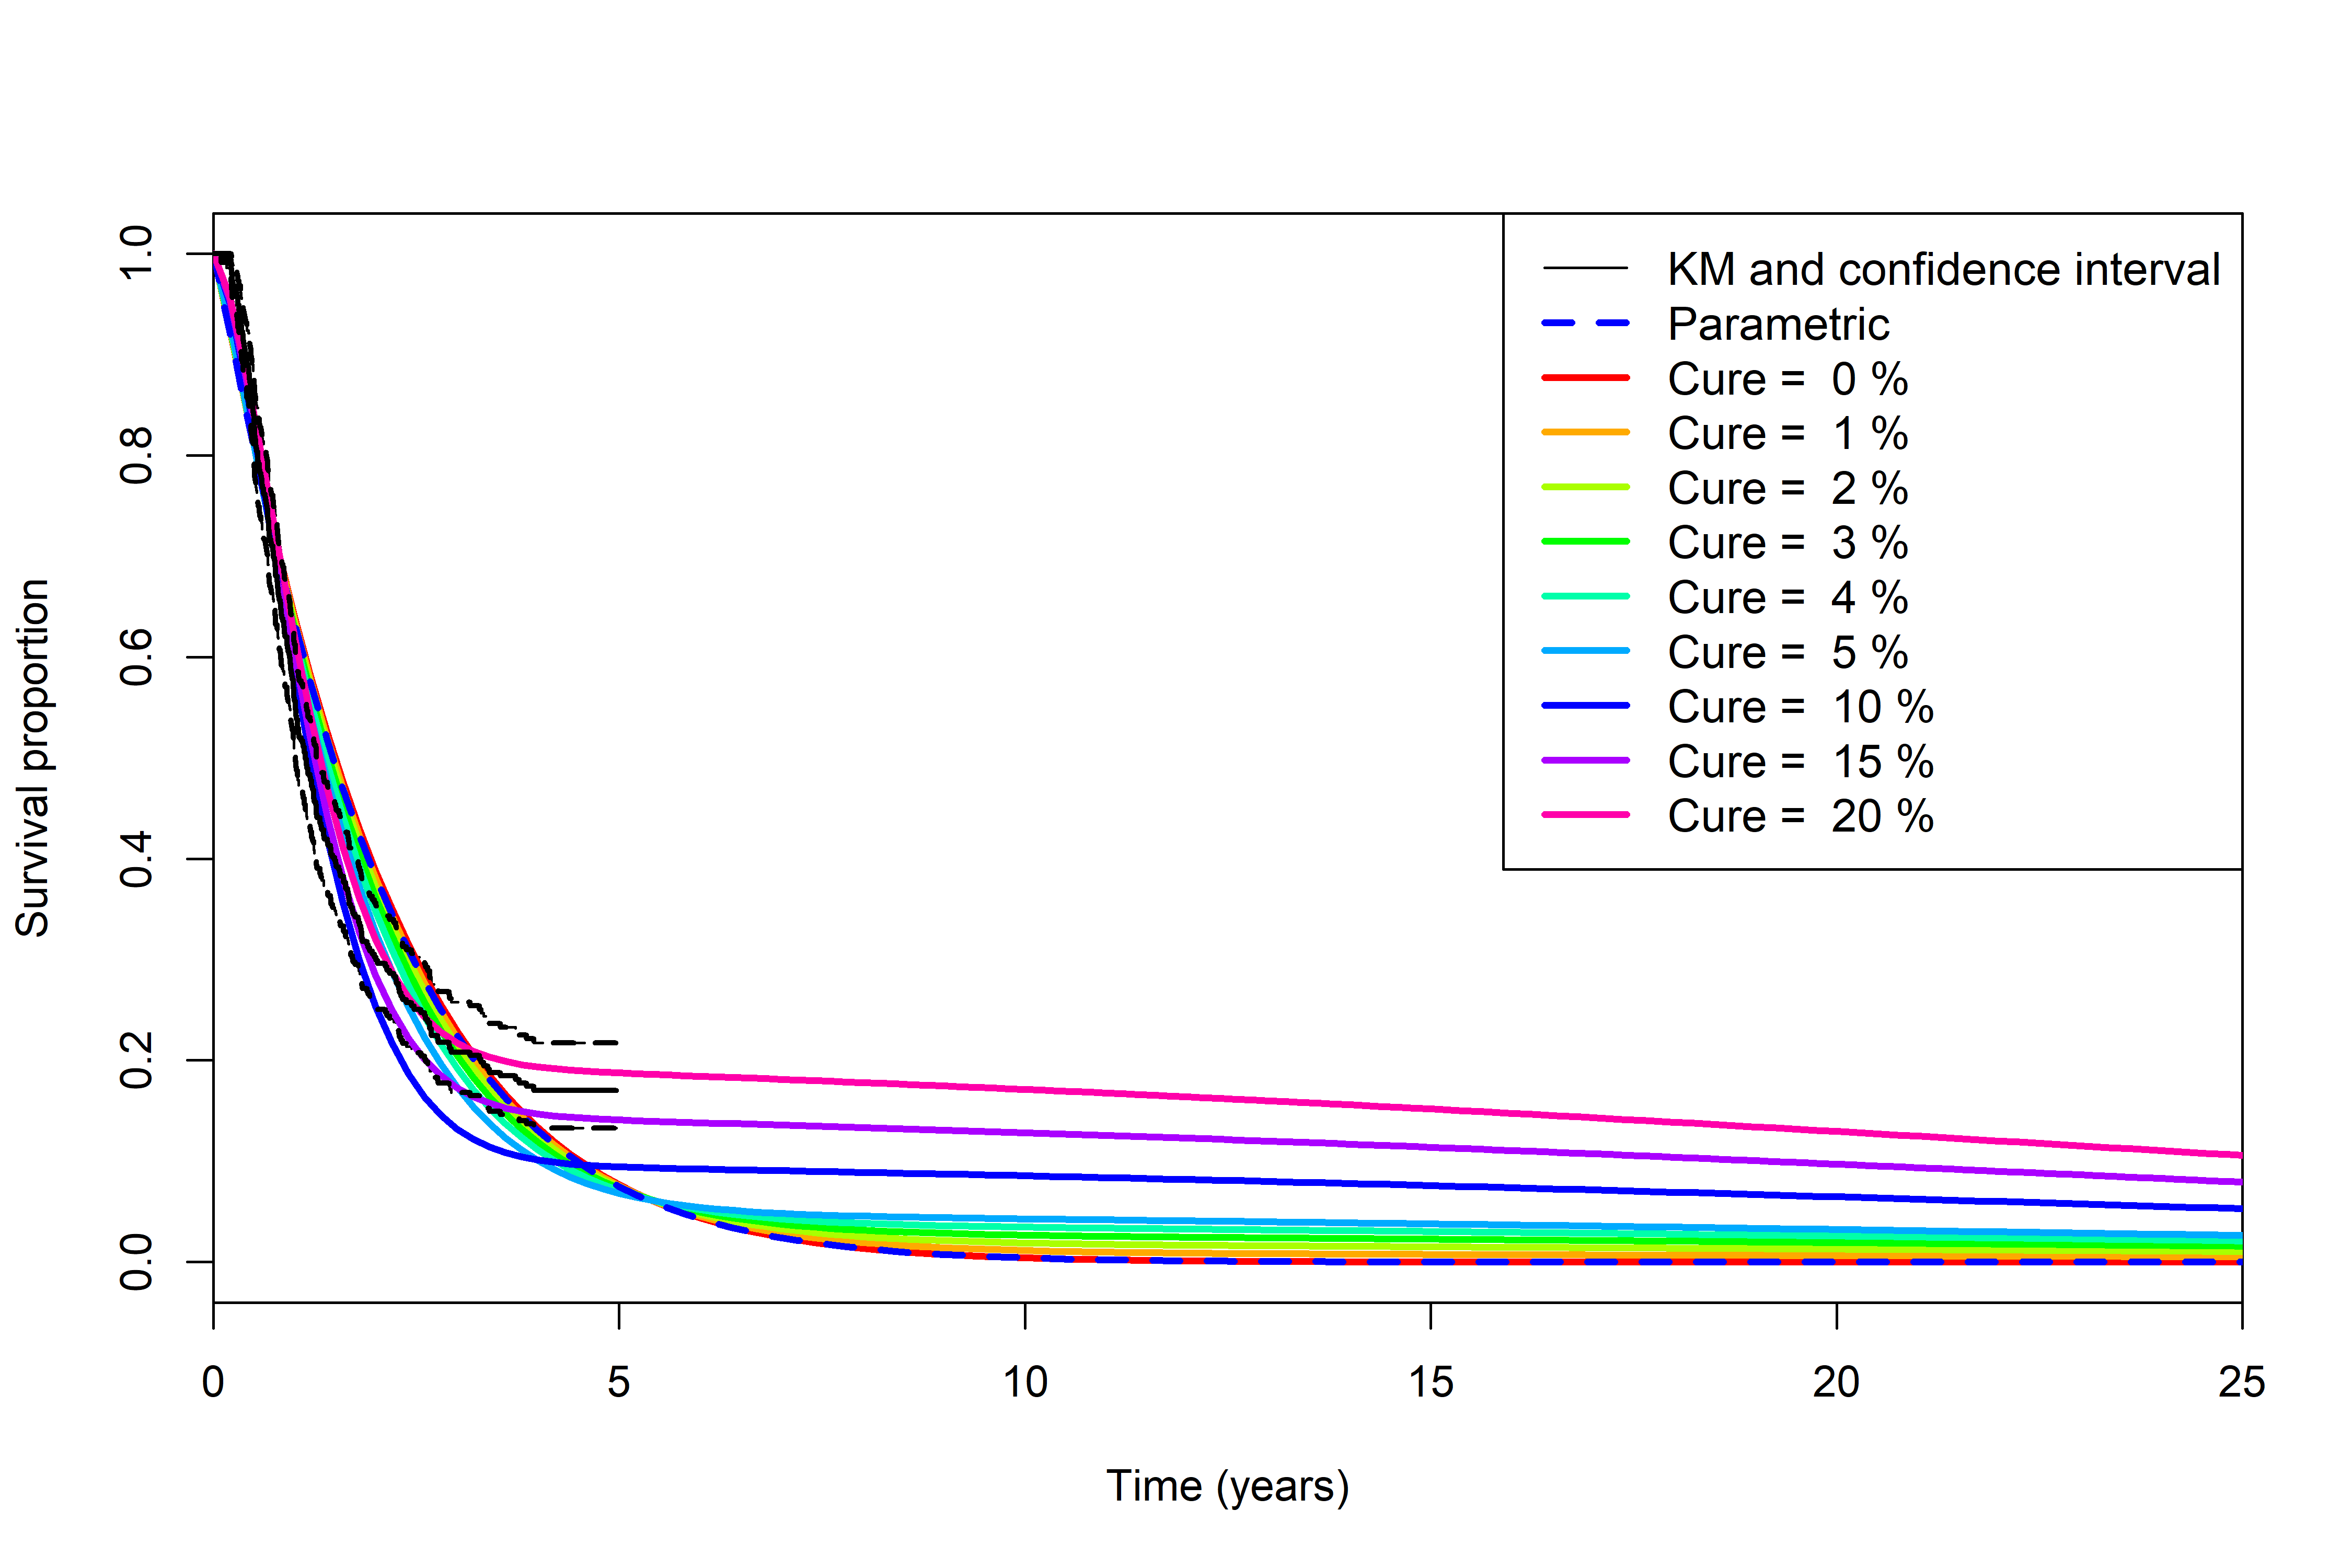 KM and confidence interval
Parametric
Cure = 0 %
Cure = 1 %
Cure = 2 %
Cure = 3 %
Cure = 4 %
Cure = 5 %
Cure = 10 %
Cure = 15 %
Cure = 20 %
Survival proportion
1.0
0.8
0.6
0.4
0.2
0.0
0 5 10 15 20 25
Time (years)